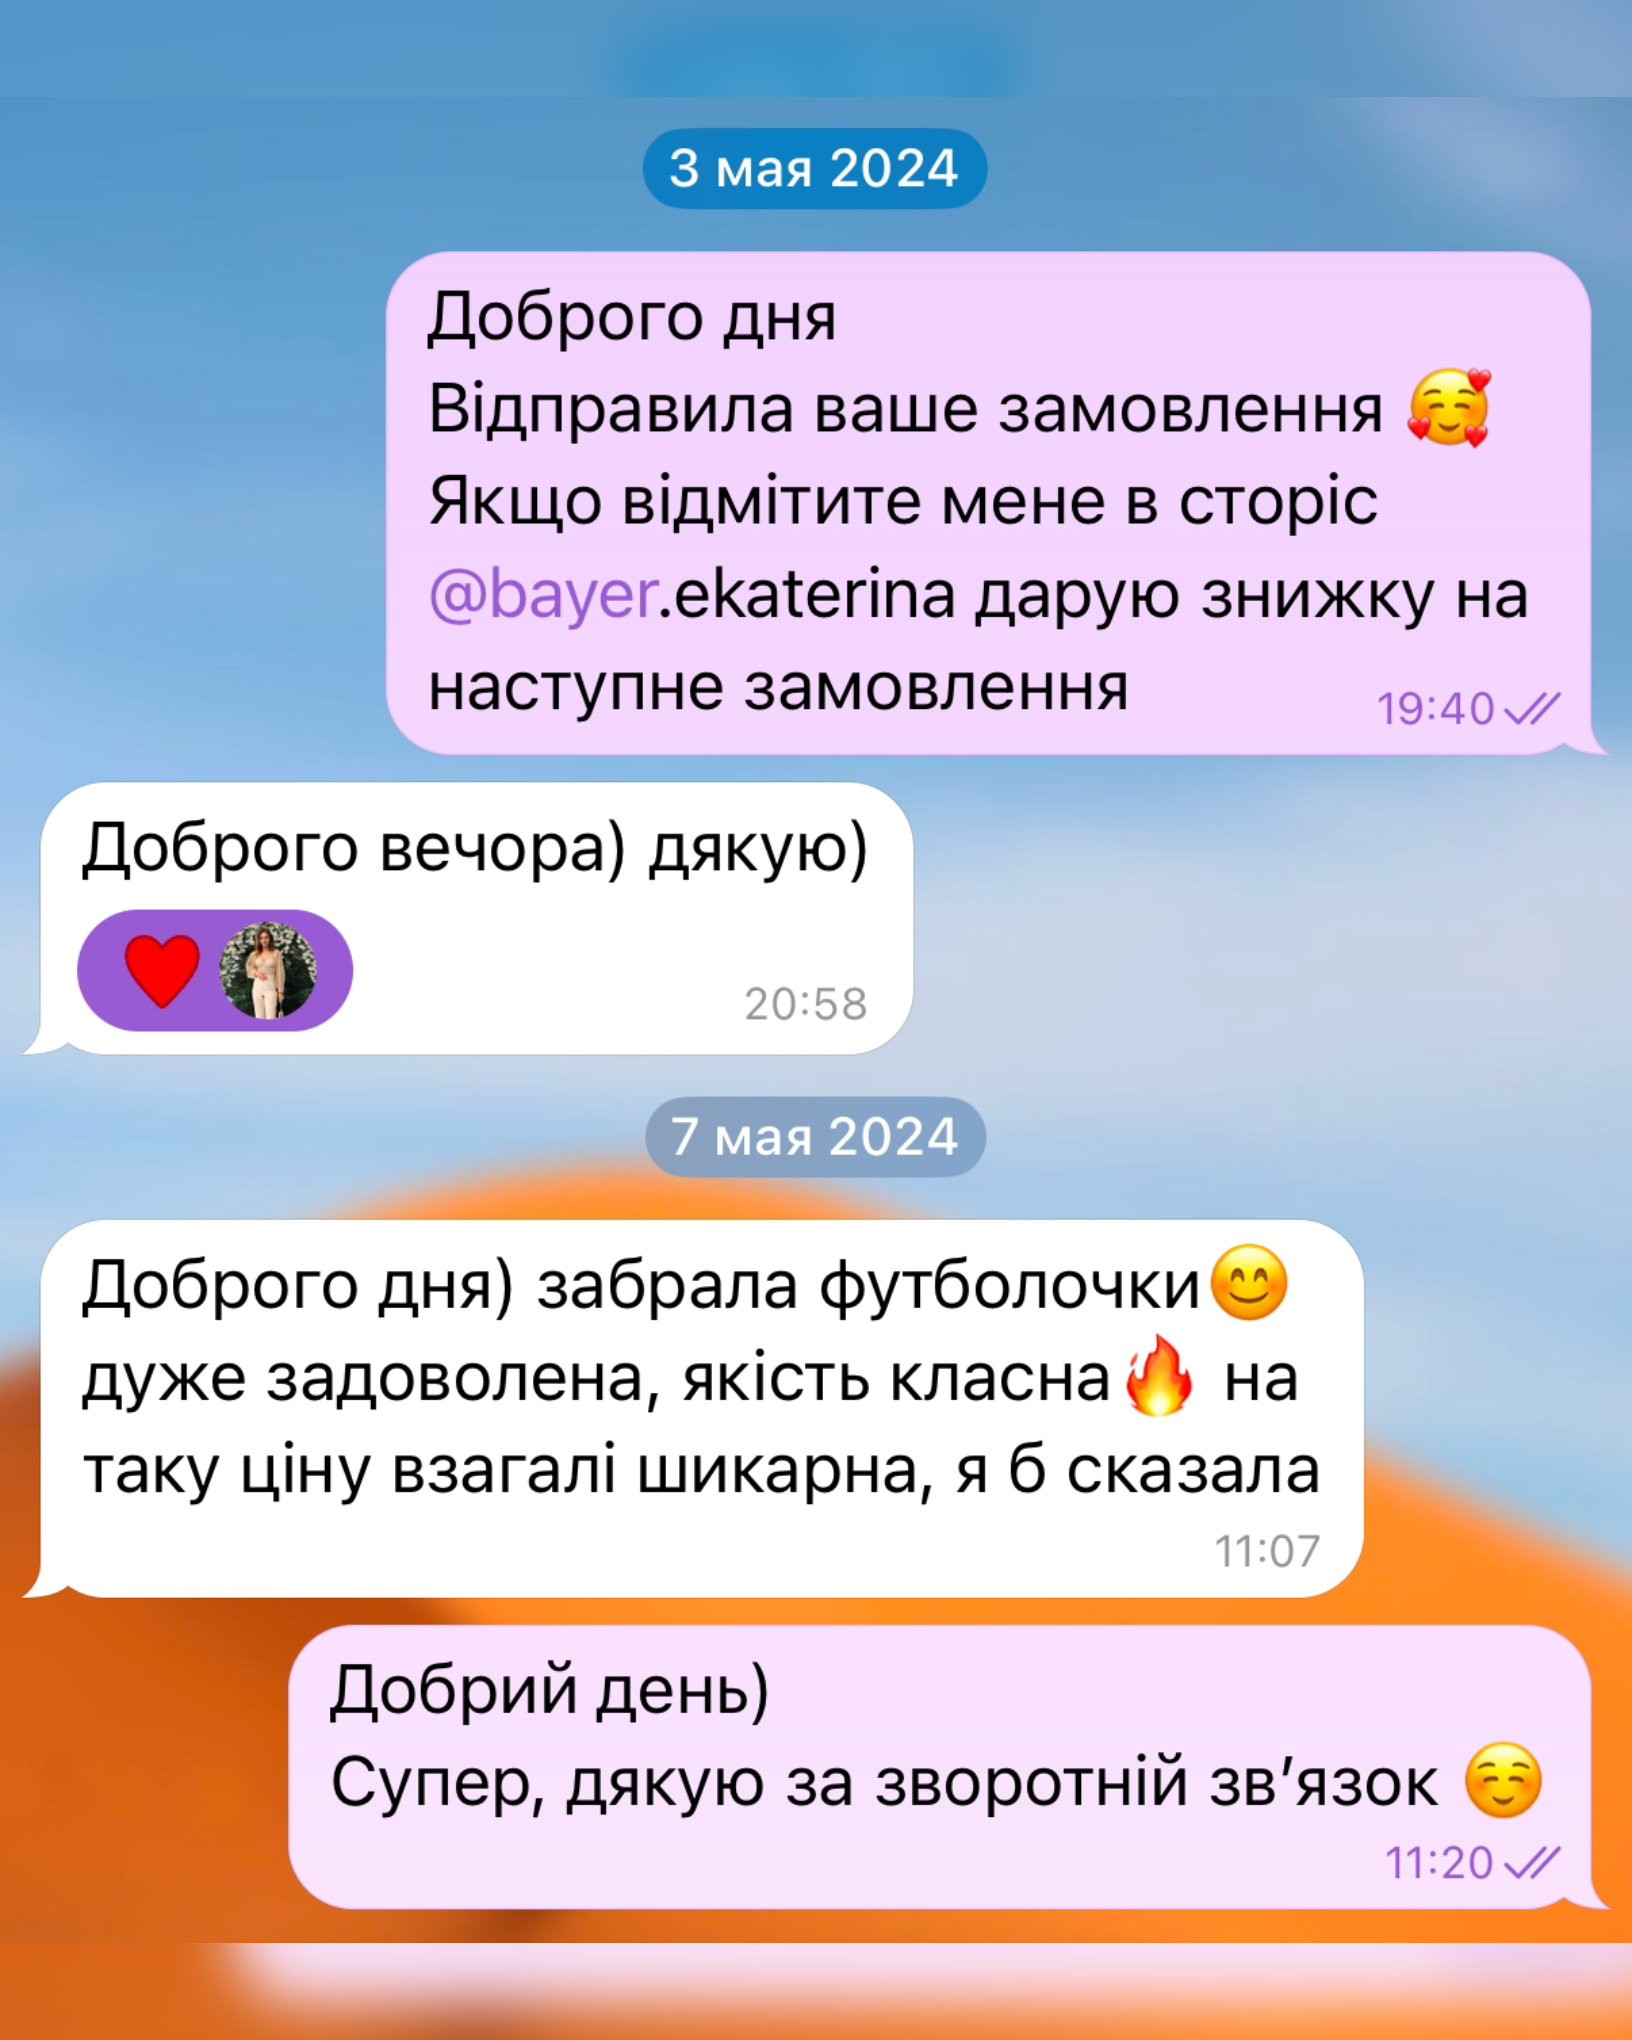 3 мая 2024
Доброго дня
Відправила ваше замовлення 🥰
Якщо відмітите мене в сторіс
@bayer.ekaterina дарую знижку на
наступне замовлення
19:40
Доброго вечора) дякую)
❤️
20:58
7 мая 2024
Доброго дня) забрала футболочки😊
дуже задоволена, якість класна🔥 на
таку ціну взагалі шикарна, я б сказала
11:07
Добрий день)
Супер, дякую за зворотній зв’язок ☺️
11:20